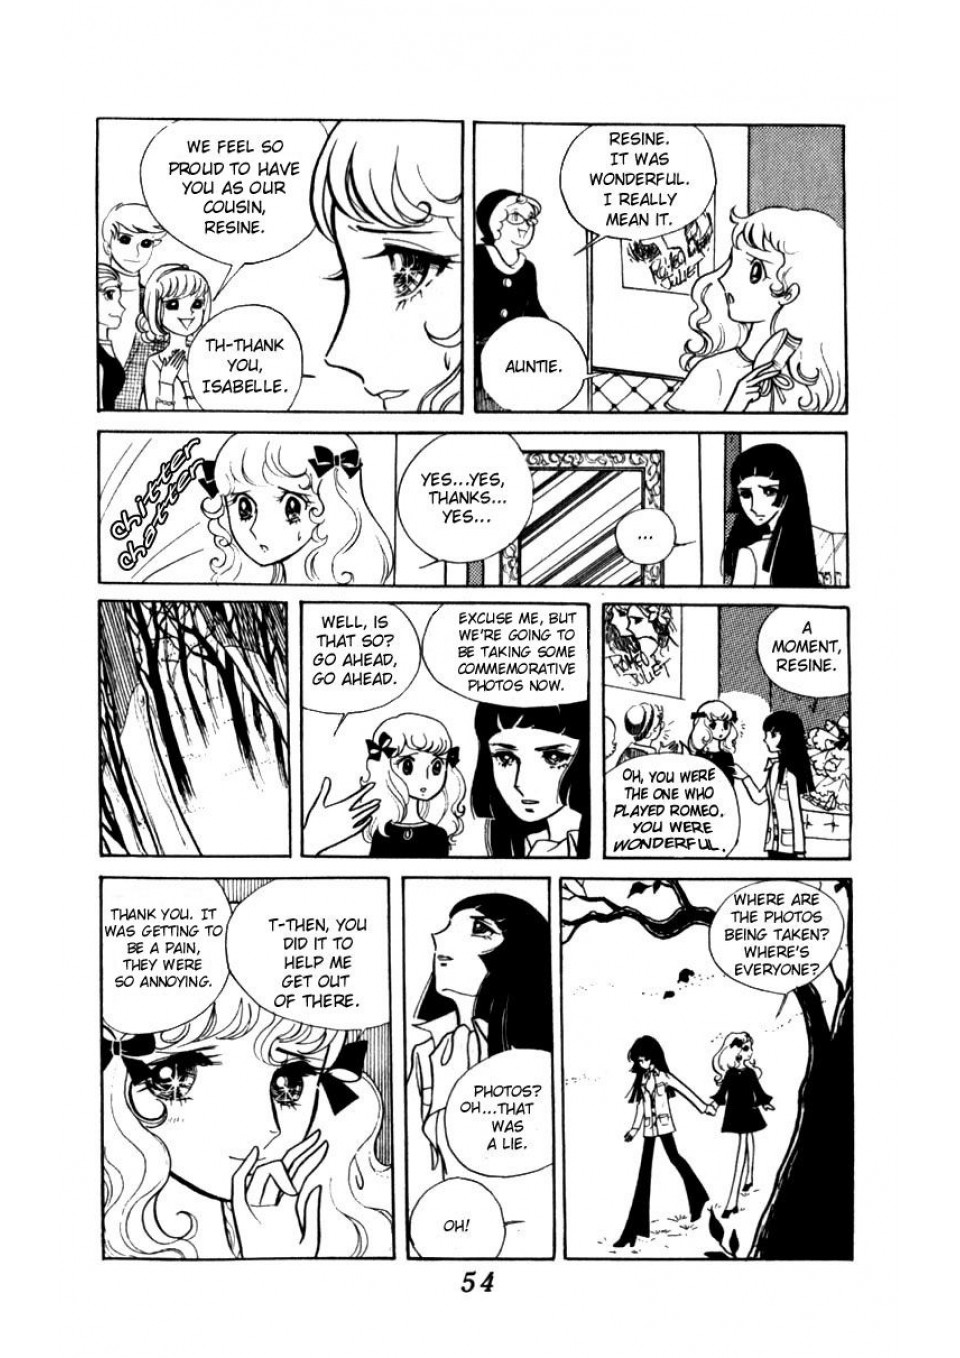 WE FEEL SO
PROUD TO HAVE
YOU AS OUR
COUSIN,
RESINE.
TH-THANK
YOU,
ISABELLE.
RESINE.
IT WAS
WONDERFUL.
I REALLY
MEAN IT.
ROMEO
JULIET
AUNTIE.
Chitter
Chatter
YES...YES,
THANKS...
YES...
...
WELL, IS
THAT SO?
GO AHEAD,
GO AHEAD.
EXCUSE ME, BUT
WE'RE GOING TO
BE TAKING SOME
COMMEMORATIVE
PHOTOS NOW.
A
MOMENT,
RESINE.
ROMEO
JULIET
OH, YOU WERE
THE ONE WHO
PLAYED ROMEO.
YOU WERE
WONDERFUL.
THANK YOU. IT
WAS GETTING TO
BE A PAIN,
THEY WERE
SO ANNOYING.
T-THEN, YOU
DID IT TO
HELP ME
GET OUT
OF THERE.
PHOTOS?
OH...THAT
WAS
A LIE.
OH!
WHERE ARE
THE PHOTOS
BEING TAKEN?
WHERE'S
EVERYONE?
54